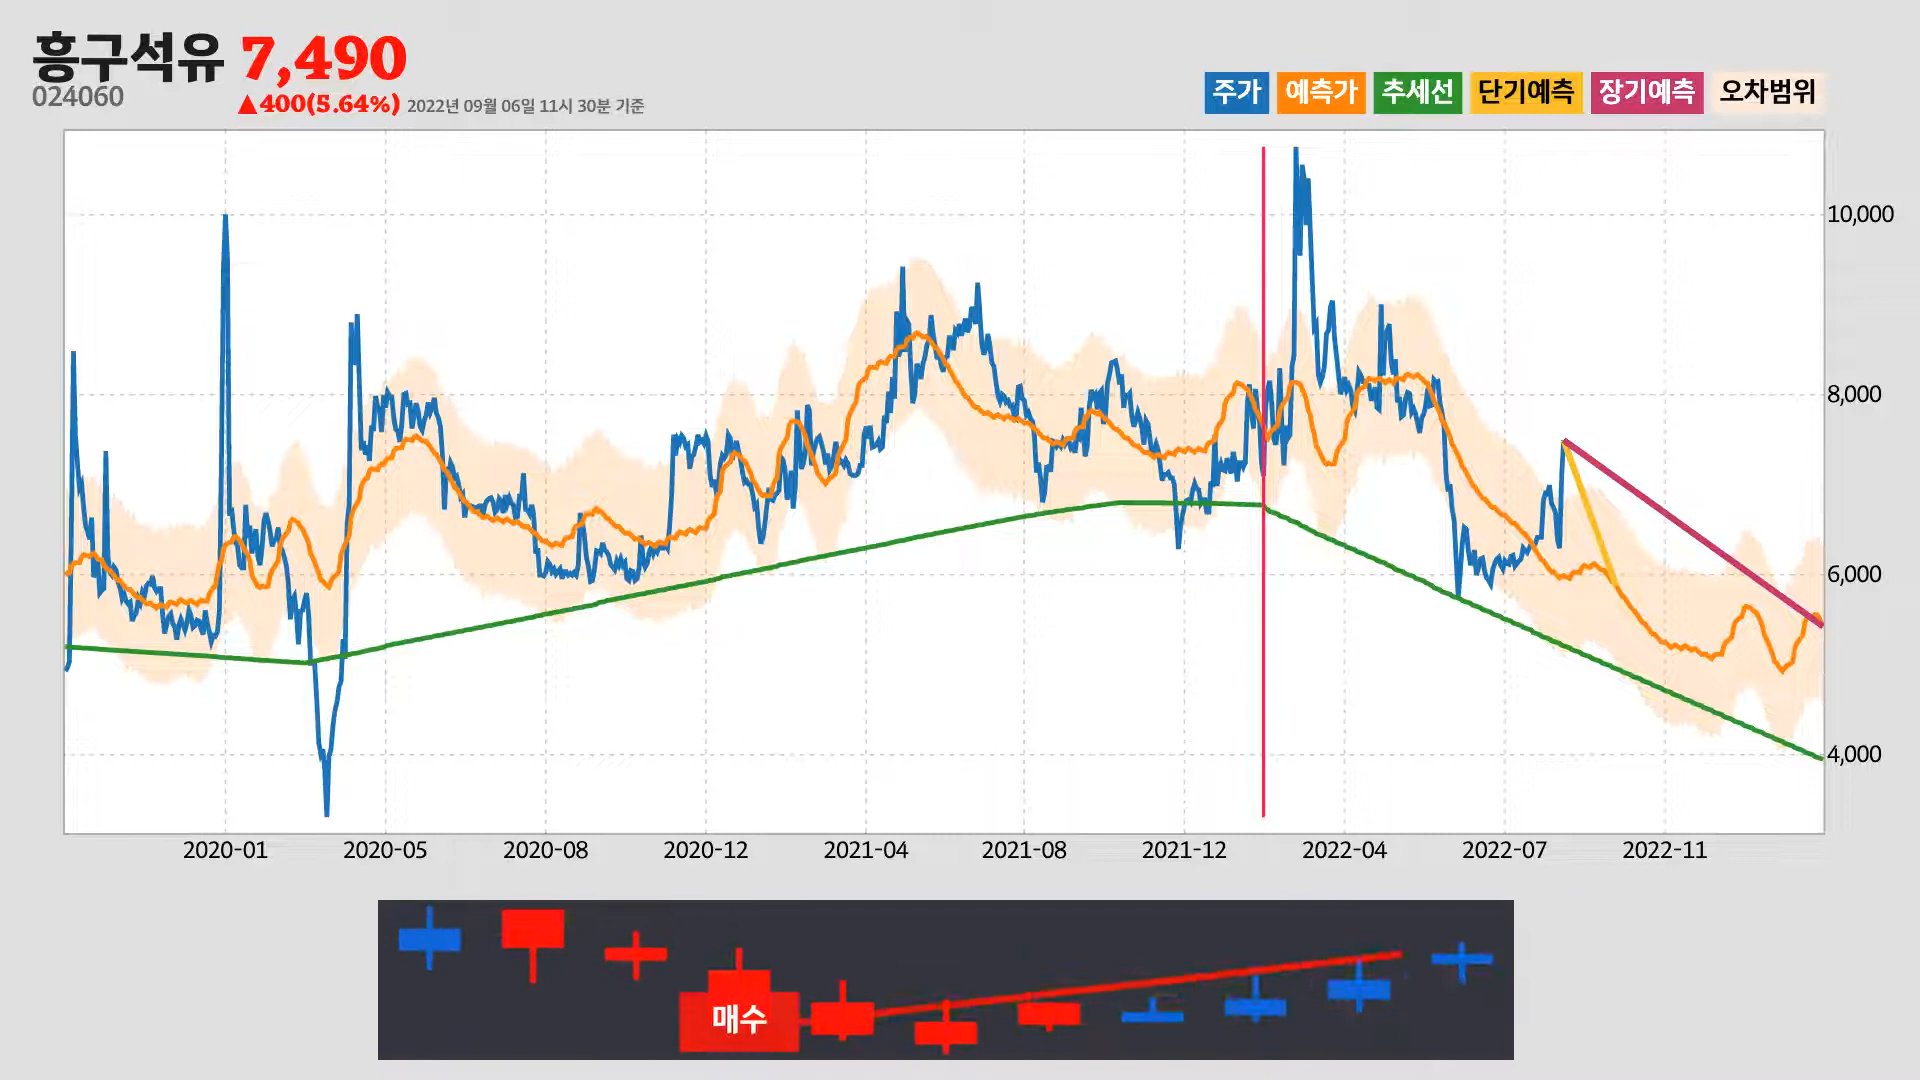 흥구석유 7,490
024060
▲400(5.64%) 2022년 09월 06일 11시 30분 기준
주가 예측가 추세선 단기예측 장기예측 오차범위
10,000
8,000
6,000
4,000
2020-01 2020-05 2020-08 2020-12 2021-04 2021-08 2021-12 2022-04 2022-07 2022-11
매수